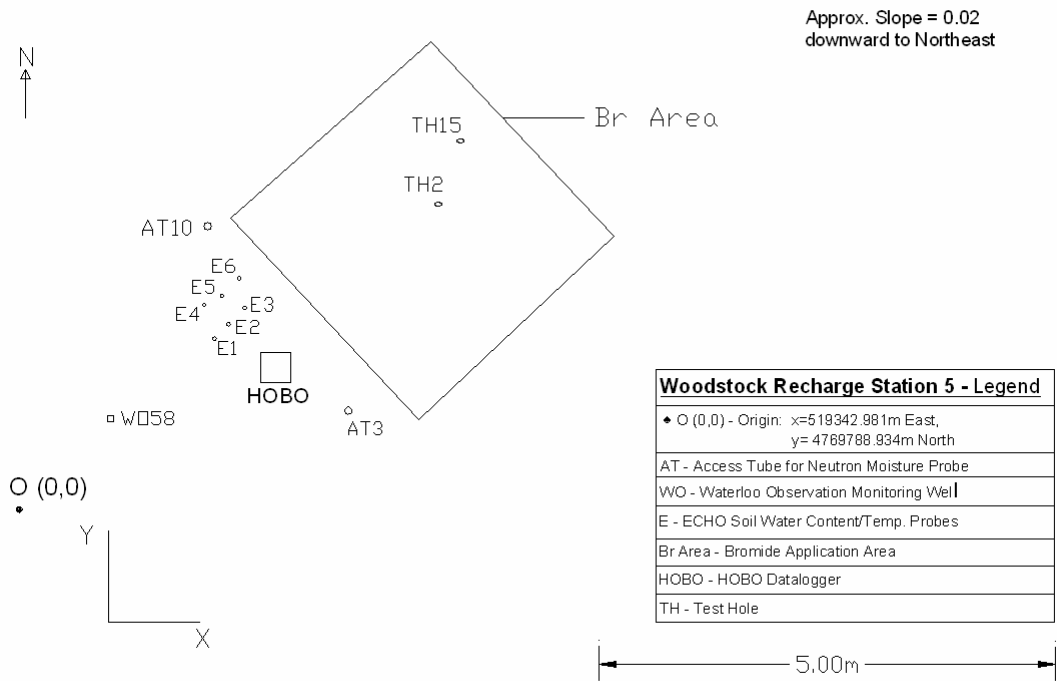 Approx. Slope = 0.02
downward to Northeast
N
TH15
Br Area
TH2
AT10
E6
E5
E4
E3
E2
E1
HOBO
WO58
AT3
O (0,0)
Y
X
Woodstock Recharge Station 5 - Legend
♠ O (0,0) - Origin: x=519342.981m East,
y= 4769788.934m North
AT - Access Tube for Neutron Moisture Probe
WO - Waterloo Observation Monitoring Well
E - ECHO Soil Water Content/Temp. Probes
Br Area - Bromide Application Area
HOBO - HOBO Datalogger
TH - Test Hole
5.00m